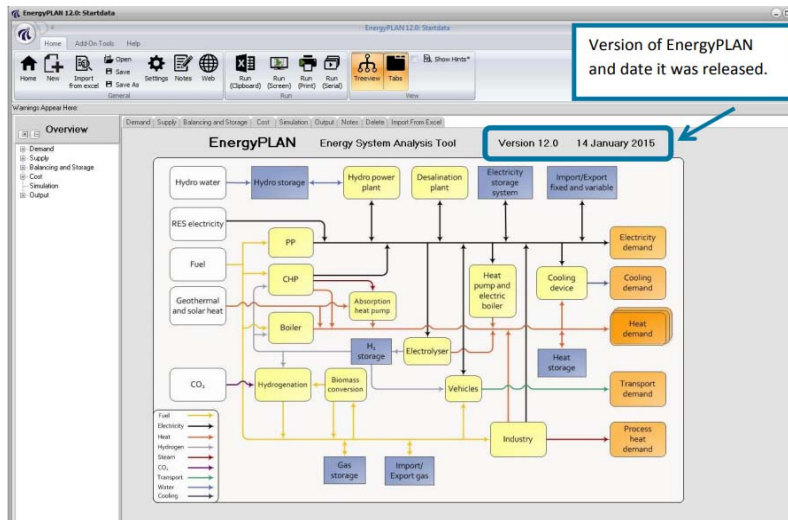 EnergyPLAN 12.0: Startdata
EnergyPLAN 12.0: Startdata
Home Add-On Tools Help
Home
New
Import
from excel
Open
Save
Save As
Settings
Notes
Web
General
Run
(Clipboard)
Run
(Screen)
Run
(Print)
Run
(Serial)
Run
Treeview
Tabs
Show Hints*
View
Version of EnergyPLAN
and date it was released.
Warnings Appear Here:
Overview
Demand
Supply
Balancing and Storage
Cost
Simulation
Output
Demand | Supply | Balancing and Storage | Cost | Simulation | Output | Notes | Delete | Import From Excel
EnergyPLAN Energy System Analysis Tool Version 12.0 14 January 2015
Hydro water
Hydro storage
Hydro power
plant
Desalination
plant
Electricity
storage
system
Import/Export
fixed and variable
RES electricity
PP
Electricity
demand
Fuel
CHP
Heat
pump and
electric
boiler
Cooling
device
Cooling
demand
Geothermal
and solar heat
Absorption
heat pump
Boiler
Heat
demand
H₂
storage
Electrolyser
Heat
storage
CO₂
Hydrogenation
Biomass
conversion
Vehicles
Transport
demand
Fuel
Electricity
Heat
Hydrogen
Steam
CO₂
Transport
Water
Cooling
Industry
Process
heat
demand
Gas
storage
Import/
Export gas